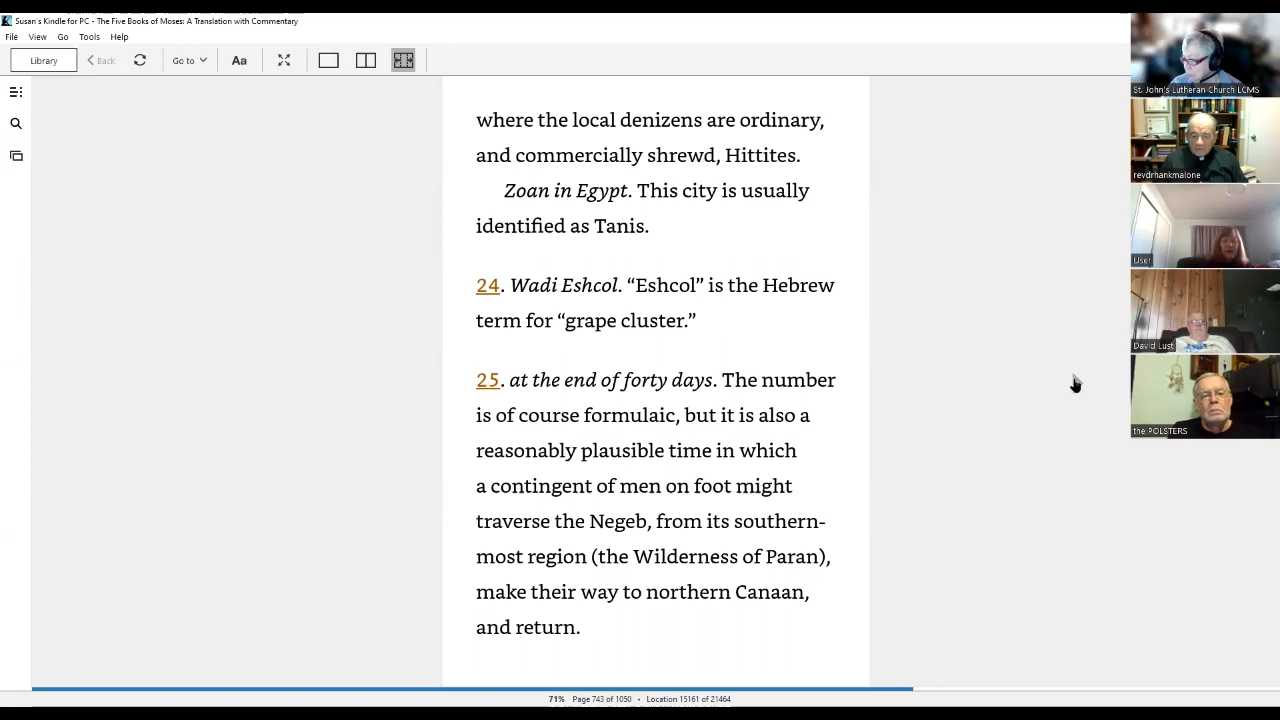 Susan's Kindle for PC - The Five Books of Moses: A Translation with Commentary
File View Go Tools Help
Library Back Go to Aa
where the local denizens are ordinary,
and commercially shrewd, Hittites.
Zoan in Egypt. This city is usually
identified as Tanis.
24. Wadi Eshcol. “Eshcol” is the Hebrew
term for “grape cluster.”
25. at the end of forty days. The number
is of course formulaic, but it is also a
reasonably plausible time in which
a contingent of men on foot might
traverse the Negeb, from its southern-
most region (the Wilderness of Paran),
make their way to northern Canaan,
and return.
71% Page 743 of 1050 • Location 15161 of 21464
St. John's Lutheran Church LCMS
revdrhankmalone
User
David Lust
the POLSTERS